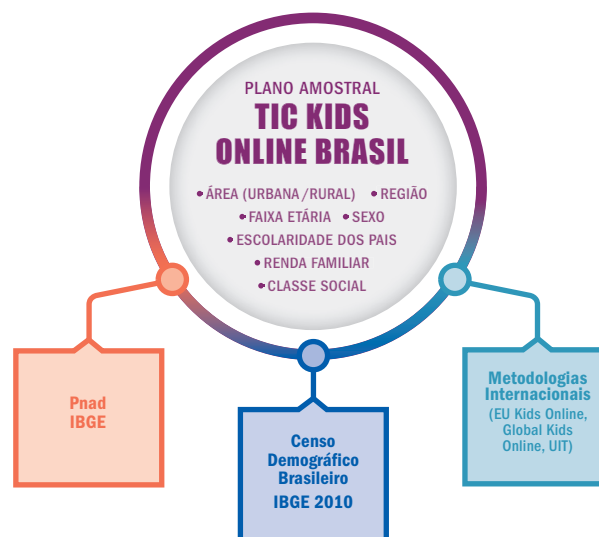 PLANO AMOSTRAL
TIC KIDS
ONLINE BRASIL
• ÁREA (URBANA/RURAL) • REGIÃO
• FAIXA ETÁRIA • SEXO
• ESCOLARIDADE DOS PAIS
• RENDA FAMILIAR
• CLASSE SOCIAL
Pnad
IBGE
Censo
Demográfico
Brasileiro
IBGE 2010
Metodologias
Internacionais
(EU Kids Online,
Global Kids
Online, UIT)